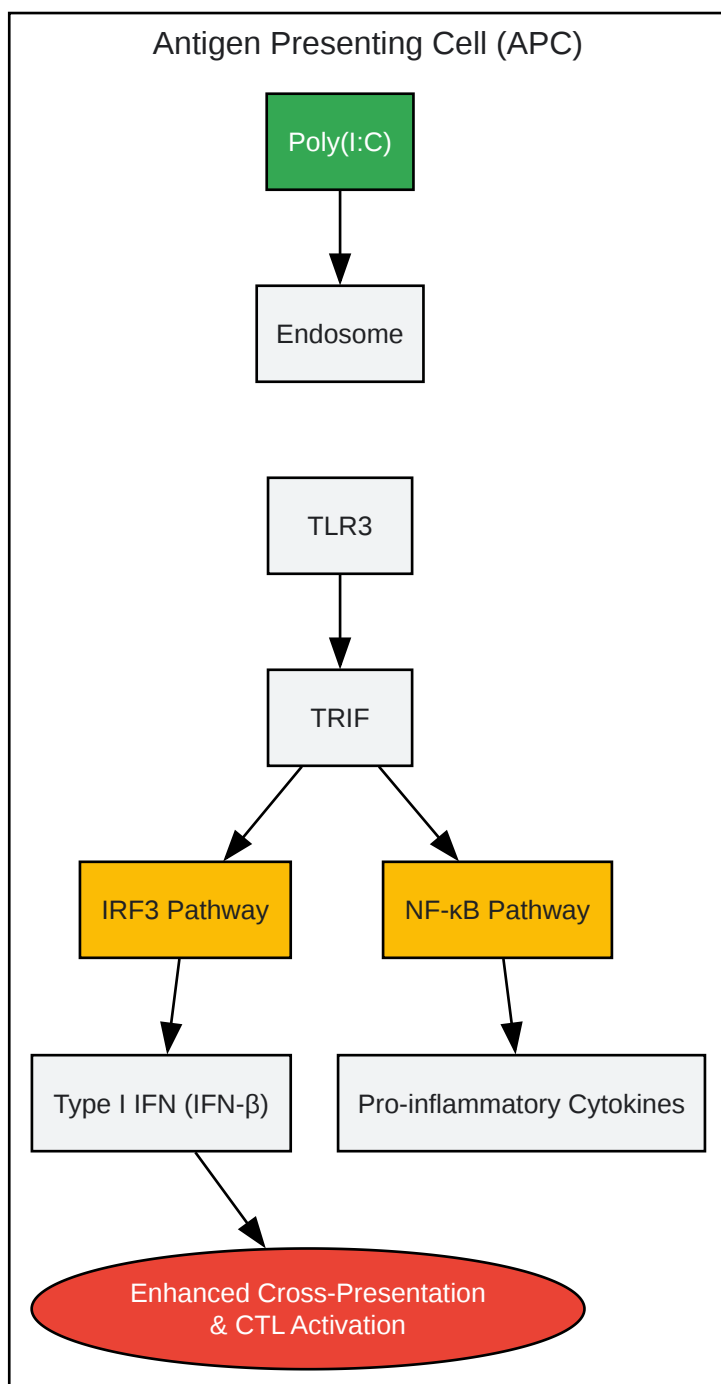 Antigen Presenting Cell (APC)
Poly(I:C)
Endosome
TLR3
TRIF
IRF3 Pathway
NF-κB Pathway
Type I IFN (IFN-β)
Pro-inflammatory Cytokines
Enhanced Cross-Presentation
& CTL Activation